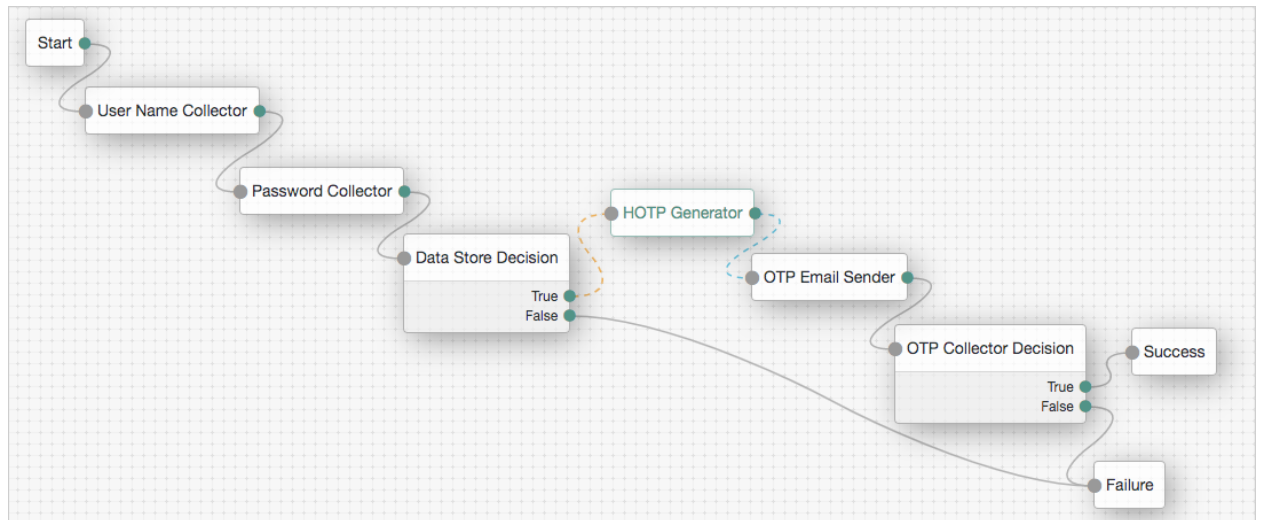 Start
User Name Collector
Password Collector
HOTP Generator
Data Store Decision
True
False
OTP Email Sender
OTP Collector Decision
True
False
Success
Failure